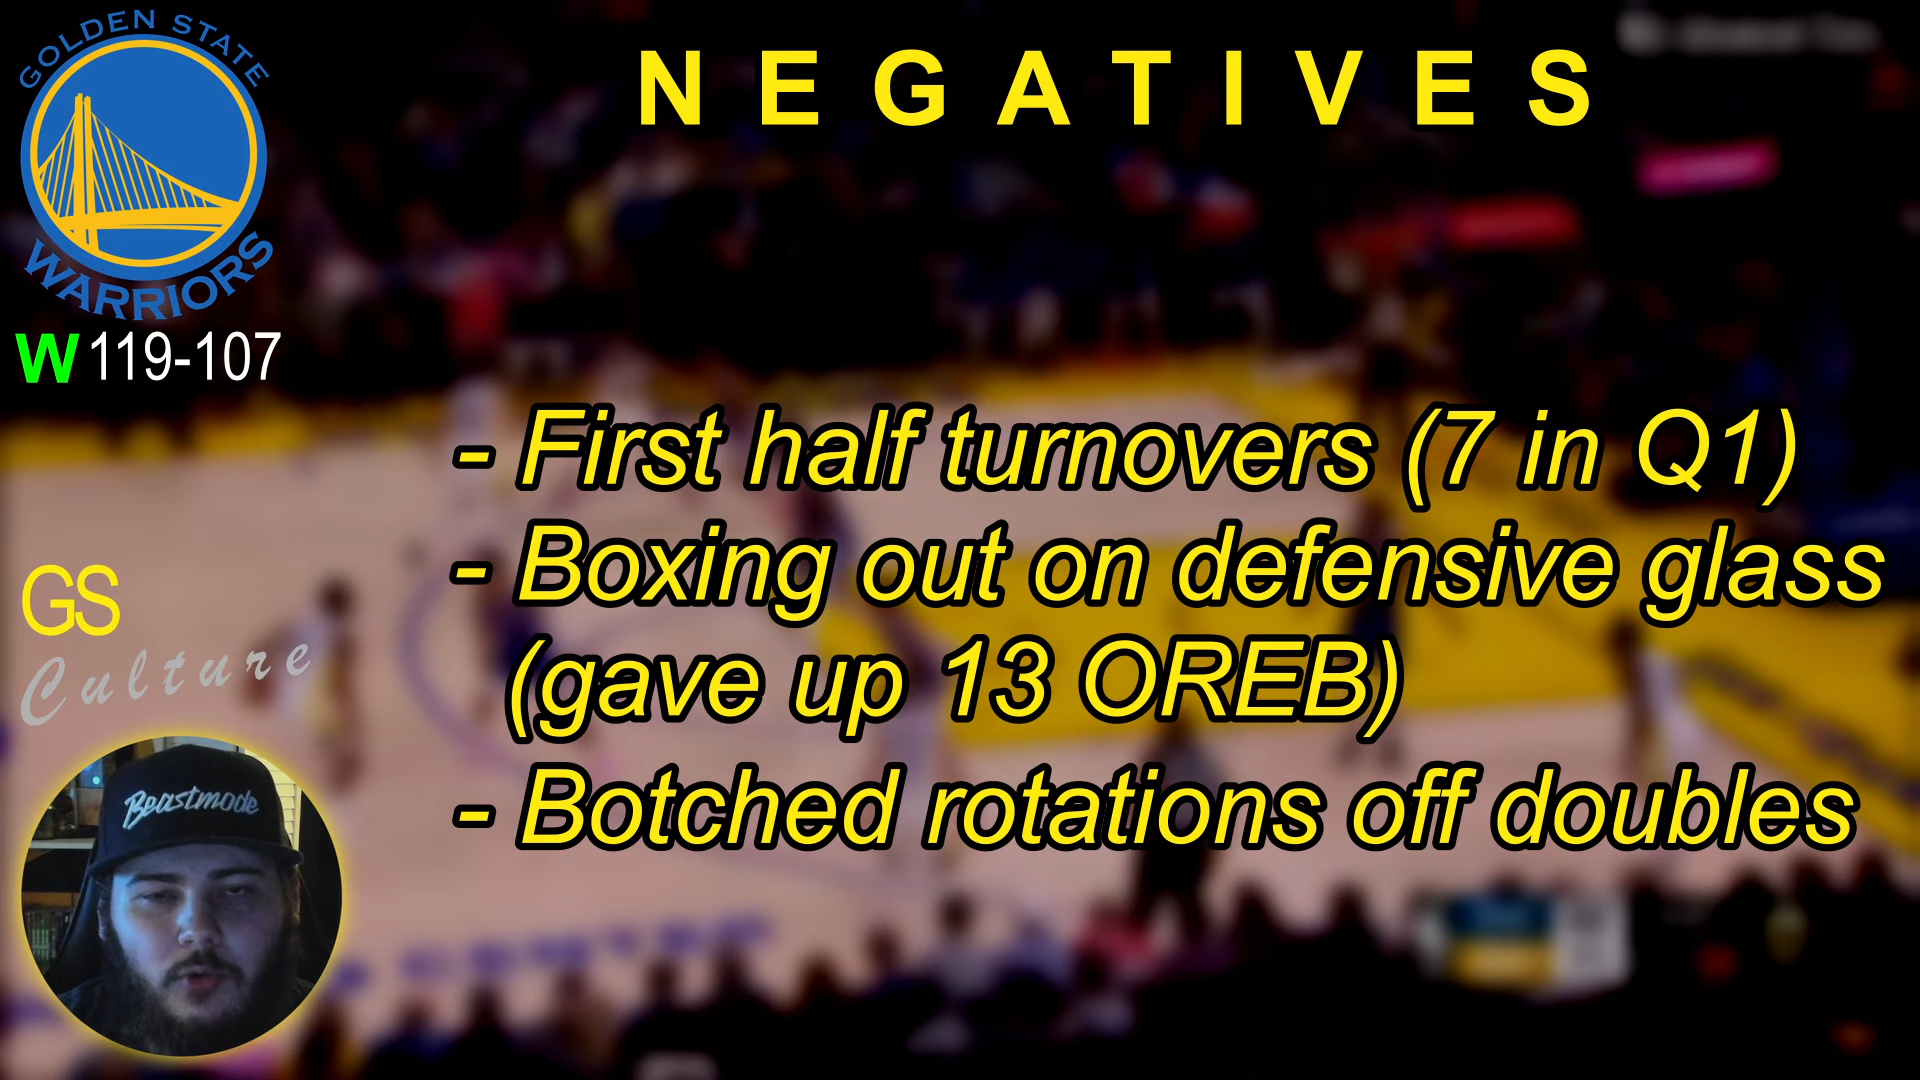 GOLDEN STATE
WARRIORS
W 119-107
NEGATIVES
- First half turnovers (7 in Q1)
- Boxing out on defensive glass
(gave up 13 OREB)
- Botched rotations off doubles
GS
Culture
Beastmode